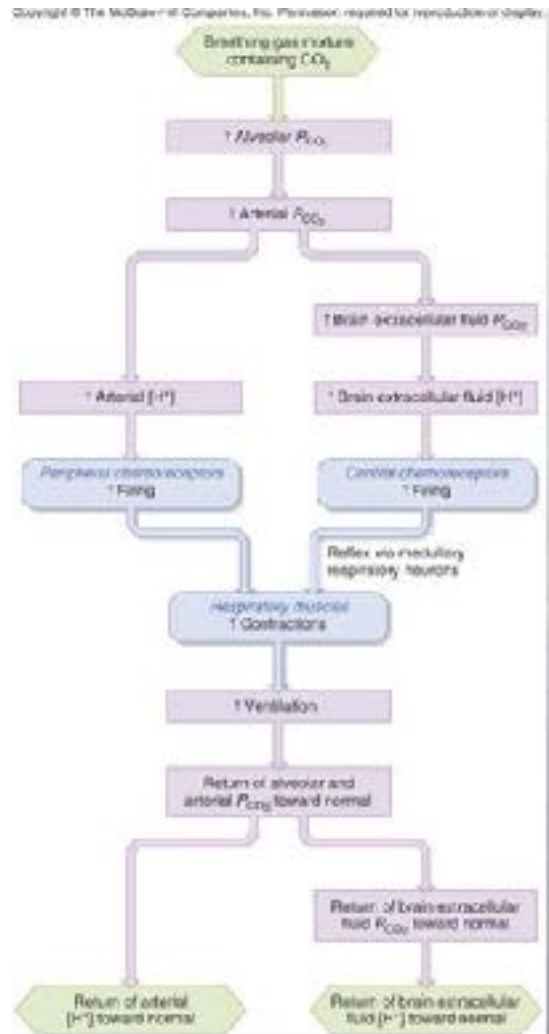 Copyright © The McGraw-Hill Companies, Inc. Permission required for reproduction or display.
Breathing gas mixture
containing CO₂
↑ Alveolar PCO₂
↑ Arterial PCO₂
↑ Brain extracellular fluid PCO₂
↑ Arterial [H⁺]
↑ Brain extracellular fluid [H⁺]
Peripheral chemoreceptors
↑ Firing
Central chemoreceptors
↑ Firing
Reflex via medullary
respiratory neurons
Respiratory muscles
↑ Contractions
↑ Ventilation
Return of alveolar and
arterial PCO₂ toward normal
Return of brain extracellular
fluid PCO₂ toward normal
Return of arterial
[H⁺] toward normal
Return of brain extracellular
fluid [H⁺] toward normal